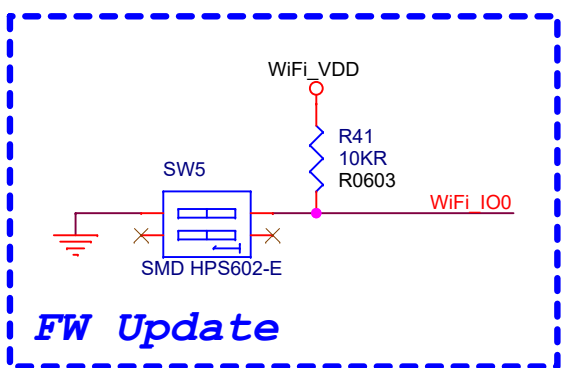 WiFi_VDD
R41
10KR
R0603
SW5
WiFi_IO0
SMD HPS602-E
FW Update